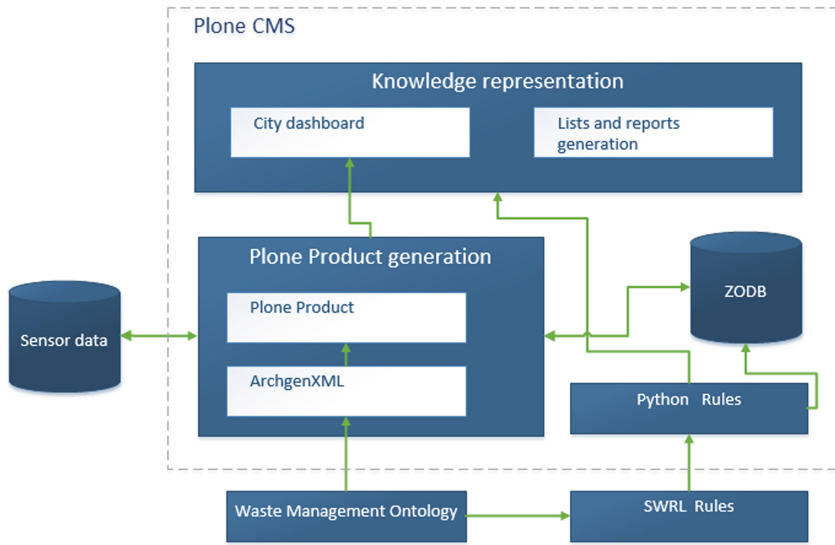 Plone CMS
Knowledge representation
City dashboard
Lists and reports
generation
Plone Product generation
Plone Product
ArchgenXML
Sensor data
ZODB
Python Rules
Waste Management Ontology
SWRL Rules